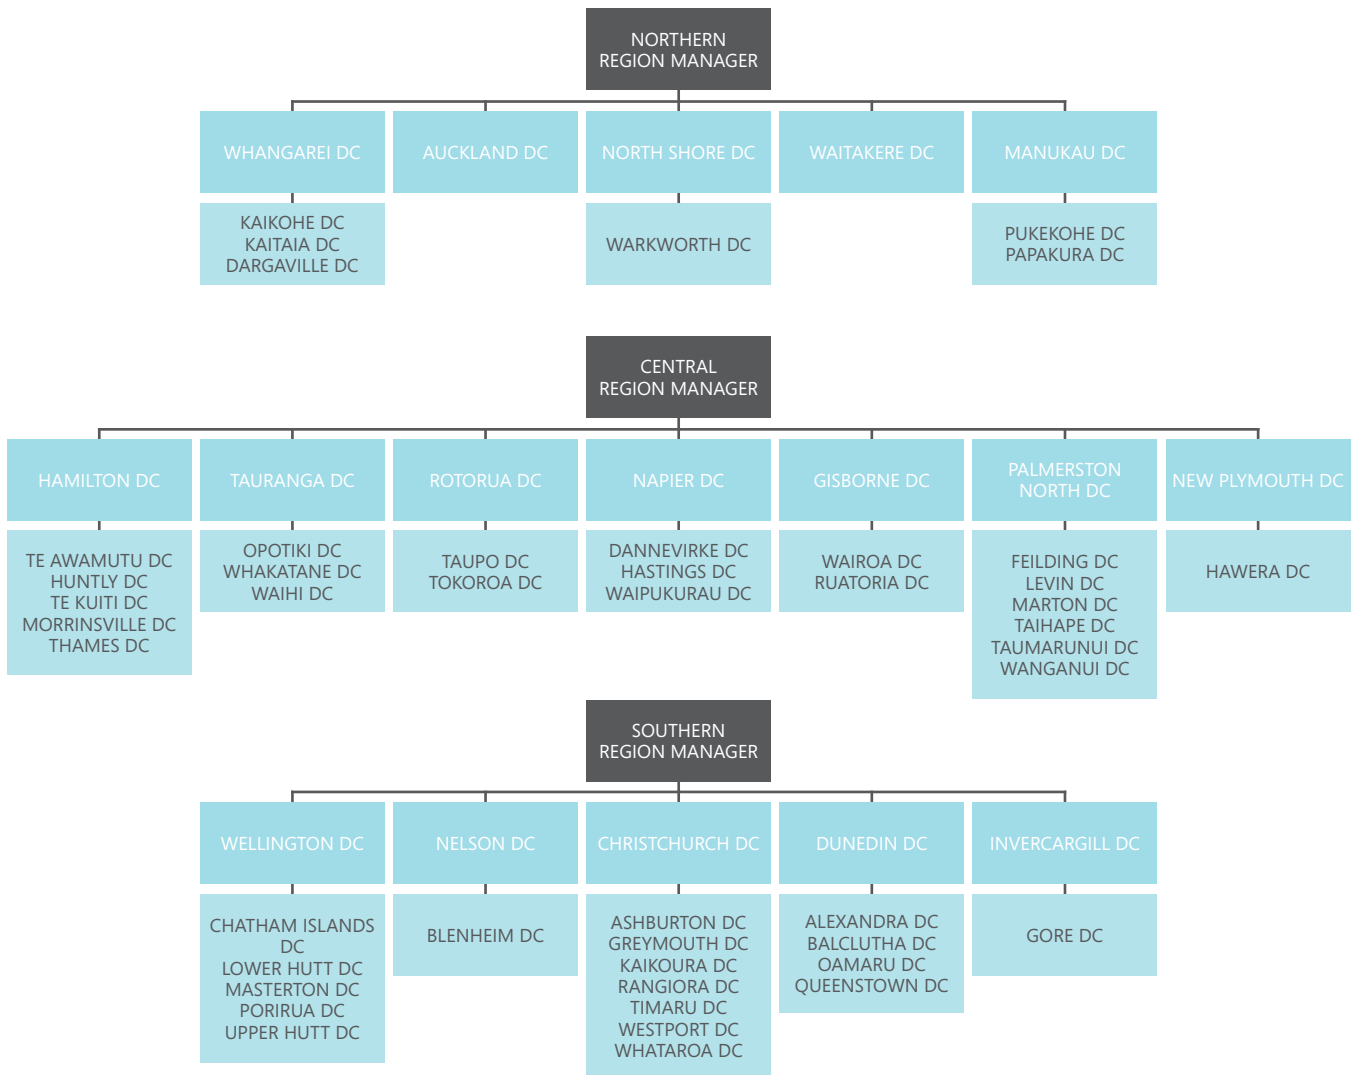 NORTHERN
REGION MANAGER
WHANGAREI DC
AUCKLAND DC
NORTH SHORE DC
WAITAKERE DC
MANUKAU DC
KAIKOHE DC
KAITAIA DC
DARGAVILLE DC
WARKWORTH DC
PUKEKOHE DC
PAPAKURA DC
CENTRAL
REGION MANAGER
HAMILTON DC
TAURANGA DC
ROTORUA DC
NAPIER DC
GISBORNE DC
PALMERSTON
NORTH DC
NEW PLYMOUTH DC
TE AWAMUTU DC
HUNTLY DC
TE KUITI DC
MORRINSVILLE DC
THAMES DC
OPOTIKI DC
WHAKATANE DC
WAIHI DC
TAUPO DC
TOKOROA DC
DANNEVIRKE DC
HASTINGS DC
WAIPUKURAU DC
WAIROA DC
RUATORIA DC
FEILDING DC
LEVIN DC
MARTON DC
TAIHAPE DC
TAUMARUNUI DC
WANGANUI DC
HAWERA DC
SOUTHERN
REGION MANAGER
WELLINGTON DC
NELSON DC
CHRISTCHURCH DC
DUNEDIN DC
INVERCARGILL DC
CHATHAM ISLANDS
DC
LOWER HUTT DC
MASTERTON DC
PORIRUA DC
UPPER HUTT DC
BLENHEIM DC
ASHBURTON DC
GREYMOUTH DC
KAIKOURA DC
RANGIORA DC
TIMARU DC
WESTPORT DC
WHATAROA DC
ALEXANDRA DC
BALCLUTHA DC
OAMARU DC
QUEENSTOWN DC
GORE DC